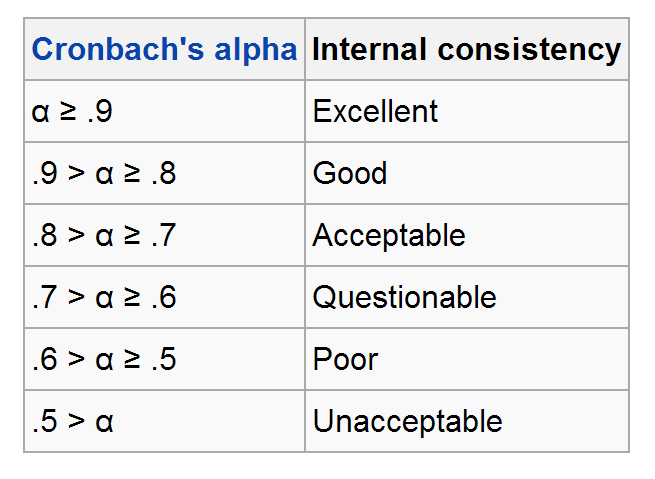 Cronbach's alpha Internal consistency
α ≥ .9 Excellent
.9 > α ≥ .8 Good
.8 > α ≥ .7 Acceptable
.7 > α ≥ .6 Questionable
.6 > α ≥ .5 Poor
.5 > α Unacceptable